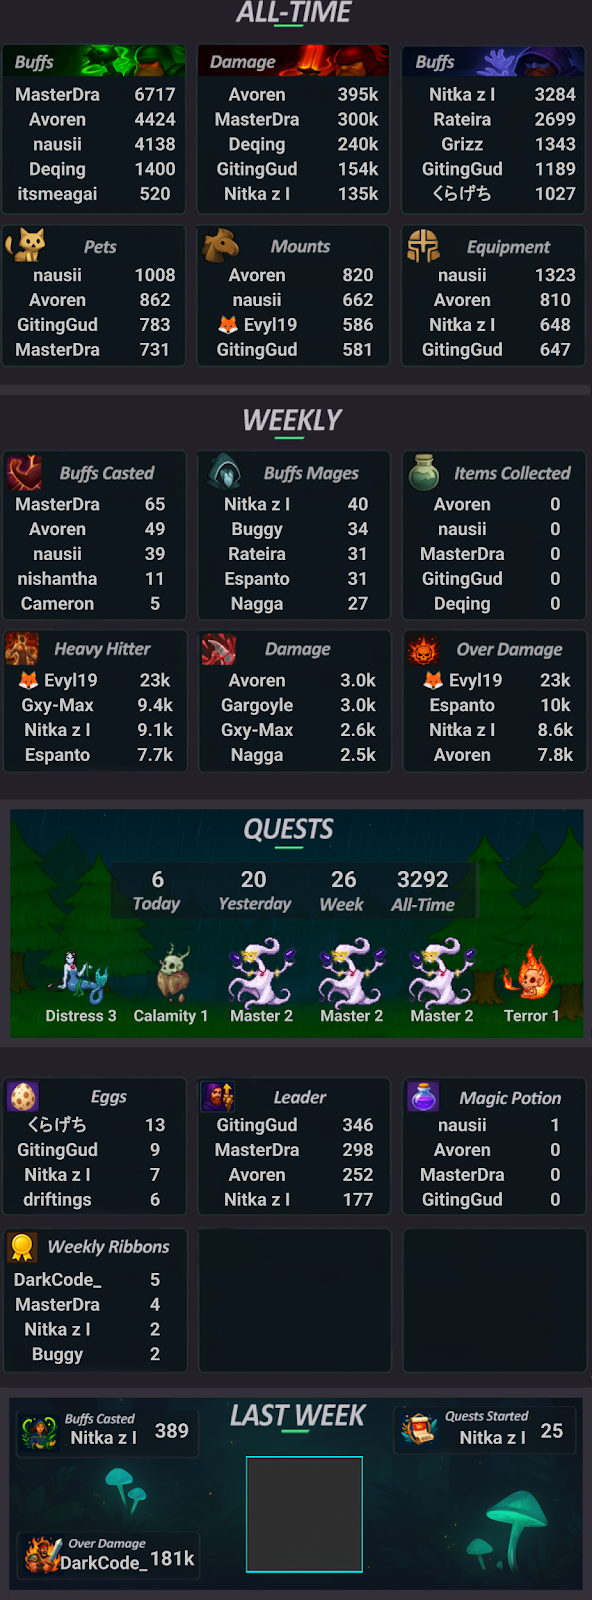 ALL-TIME
Buffs
MasterDra 6717
Avoren 4424
nausii 4138
Deqing 1400
itsmeagai 520
Damage
Avoren 395k
MasterDra 300k
Deqing 240k
GitingGud 154k
Nitka z l 135k
Buffs
Nitka z l 3284
Rateira 2699
Grizz 1343
GitingGud 1189
くらげち 1027
Pets
nausii 1008
Avoren 862
GitingGud 783
MasterDra 731
Mounts
Avoren 820
nausii 662
🦊 Evyl19 586
GitingGud 581
Equipment
nausii 1323
Avoren 810
Nitka z l 648
GitingGud 647
WEEKLY
Buffs Casted
MasterDra 65
Avoren 49
nausii 39
nishantha 11
Cameron 5
Buffs Mages
Nitka z l 40
Buggy 34
Rateira 31
Espanto 31
Nagga 27
Items Collected
Avoren 0
nausii 0
MasterDra 0
GitingGud 0
Deqing 0
Heavy Hitter
🦊 Evyl19 23k
Gxy-Max 9.4k
Nitka z l 9.1k
Espanto 7.7k
Damage
Avoren 3.0k
Gargoyle 3.0k
Gxy-Max 2.6k
Nagga 2.5k
Over Damage
🦊 Evyl19 23k
Espanto 10k
Nitka z l 8.6k
Avoren 7.8k
QUESTS
6 20 26 3292
Today Yesterday Week All-Time
Distress 3 Calamity 1 Master 2 Master 2 Master 2 Terror 1
Eggs
くらげち 13
GitingGud 9
Nitka z l 7
driftings 6
Leader
GitingGud 346
MasterDra 298
Avoren 252
Nitka z l 177
Magic Potion
nausii 1
Avoren 0
MasterDra 0
GitingGud 0
Weekly Ribbons
DarkCode_ 5
MasterDra 4
Nitka z l 2
Buggy 2
LAST WEEK
Buffs Casted
Nitka z l 389
Quests Started
Nitka z l 25
Over Damage
DarkCode_ 181k